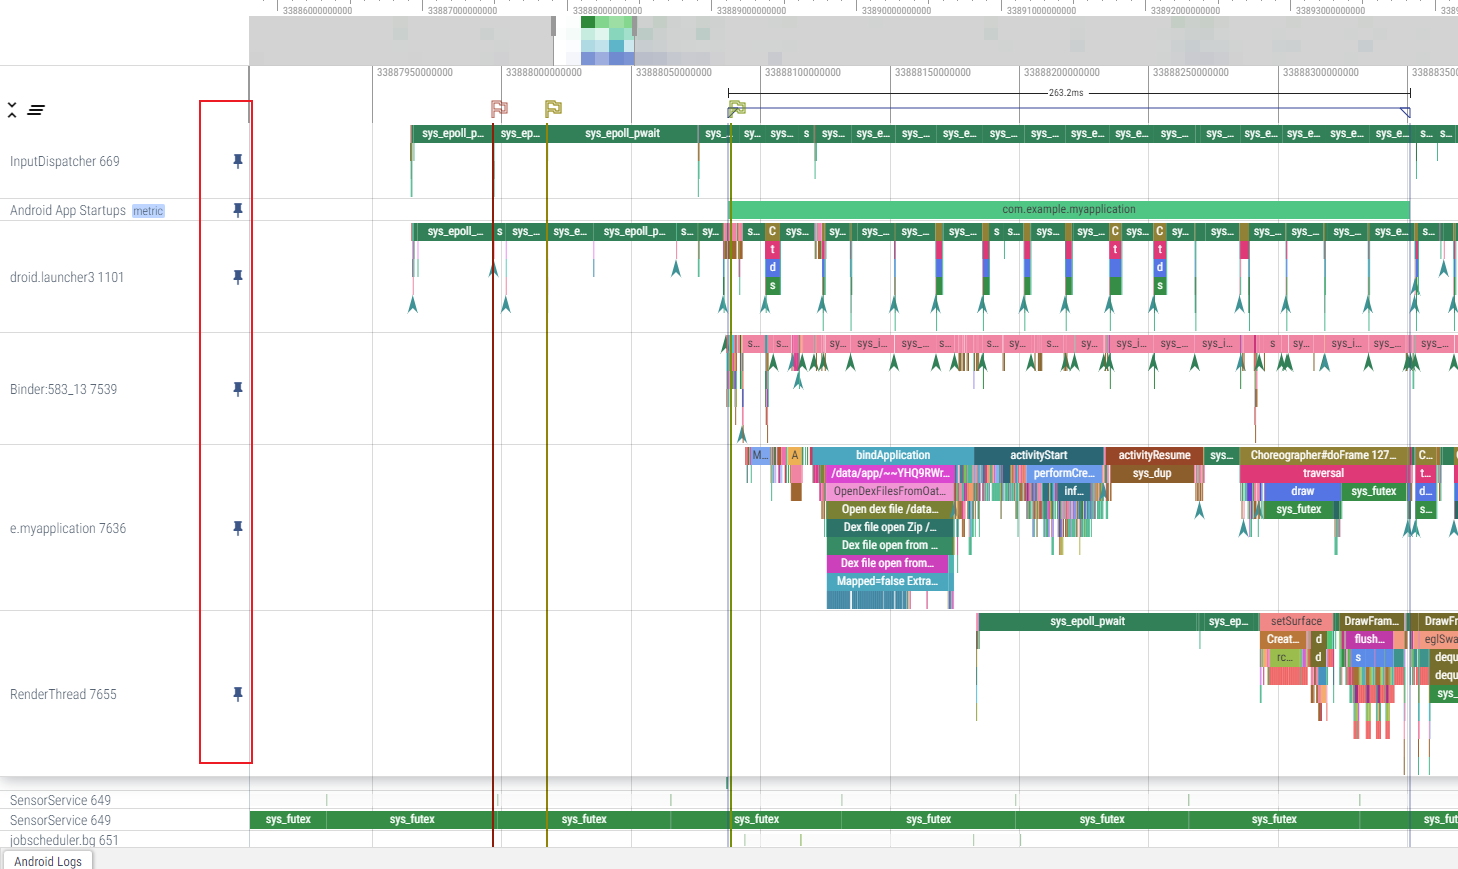 33886000000000 33887000000000 33888000000000 33889000000000 33890000000000 33891000000000 33892000000000 33893000000000 3389
33887950000000 33888000000000 33888050000000 33888100000000 33888150000000 33888200000000 33888250000000 33888300000000 33888350
263.2ms
InputDispatcher 669
sys_epoll_p... sys_ep... sys_epoll_pwait sys_... sy... sys... s sys... sys_e... sys_... sys_e... sys_... sys_... sys_e... sys_... sys_... sys_e... sys_e... sys_e... sys_e... s... s...
Android App Startups metric
com.example.myapplication
droid.launcher3 1101
sys_epoll_... s sys_... sys_e... sys_epoll_p... s... sy... s... C sys... sy... sys_... sys_... sys_... s s... sys_... sys... C sys... C sy... sys_... sys_... sys_... sys_... sys_e... s...
t t t
d d
s s
Binder:583_13 7539
s... s... sy... sys_i... sys_... sys... s... sy... s... sys... sys_i... sys_... sys_i... s sy... sys_i... sys_... sys_...
e.myapplication 7636
M... A bindApplication activityStart activityResume sys... Choreographer#doFrame 127... C...
/data/app/~~YHQ9RWr... performCre... sys_dup traversal t...
OpenDexFilesFromOat... inf... draw sys_futex d...
Open dex file /data... sys_futex s...
Dex file open Zip /...
Dex file open from ...
Dex file open from...
Mapped=false Extra...
RenderThread 7655
sys_epoll_pwait sys_ep... setSurface DrawFram... DrawFr
Creat... d flush... eglSwa
rc... d s dequ
dequ
sys_
SensorService 649
SensorService 649
sys_futex sys_futex sys_futex sys_futex sys_futex sys_futex sys_futex sys_fut
jobscheduler.bg 651
Android Logs